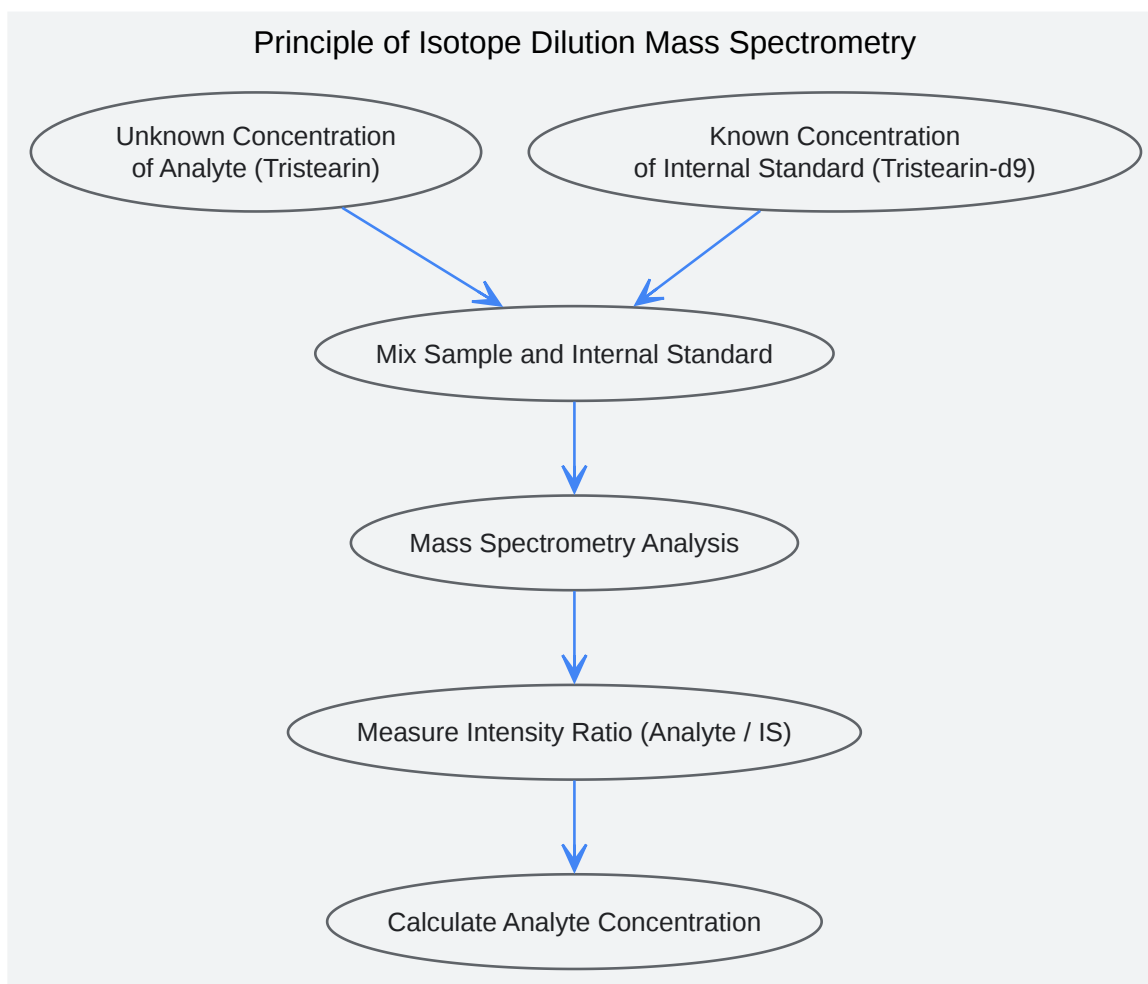 Principle of Isotope Dilution Mass Spectrometry
Unknown Concentration
of Analyte (Tristearin)
Known Concentration
of Internal Standard (Tristearin-d9)
Mix Sample and Internal Standard
Mass Spectrometry Analysis
Measure Intensity Ratio (Analyte / IS)
Calculate Analyte Concentration